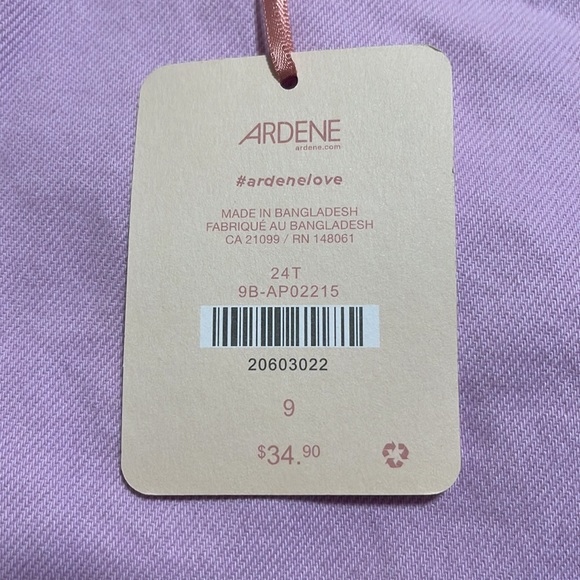 ARDENE
ardene.com
#ardenelove
MADE IN BANGLADESH
FABRIQUÉ AU BANGLADESH
CA 21099 / RN 148061
24T
9B-AP02215
20603022
9
$34.90